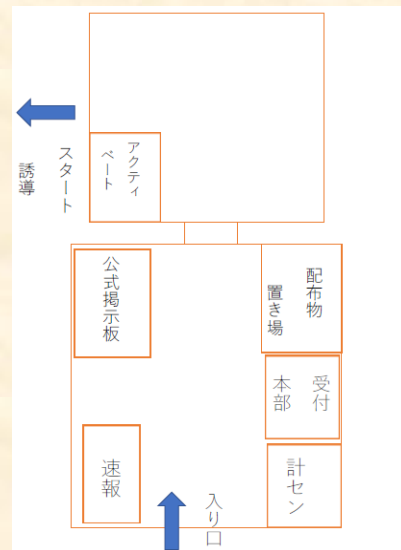 アクティ
ベート
スタート
誘導
公式掲示板
配布物
置き場
受付
本部
速報
計セン
入り口